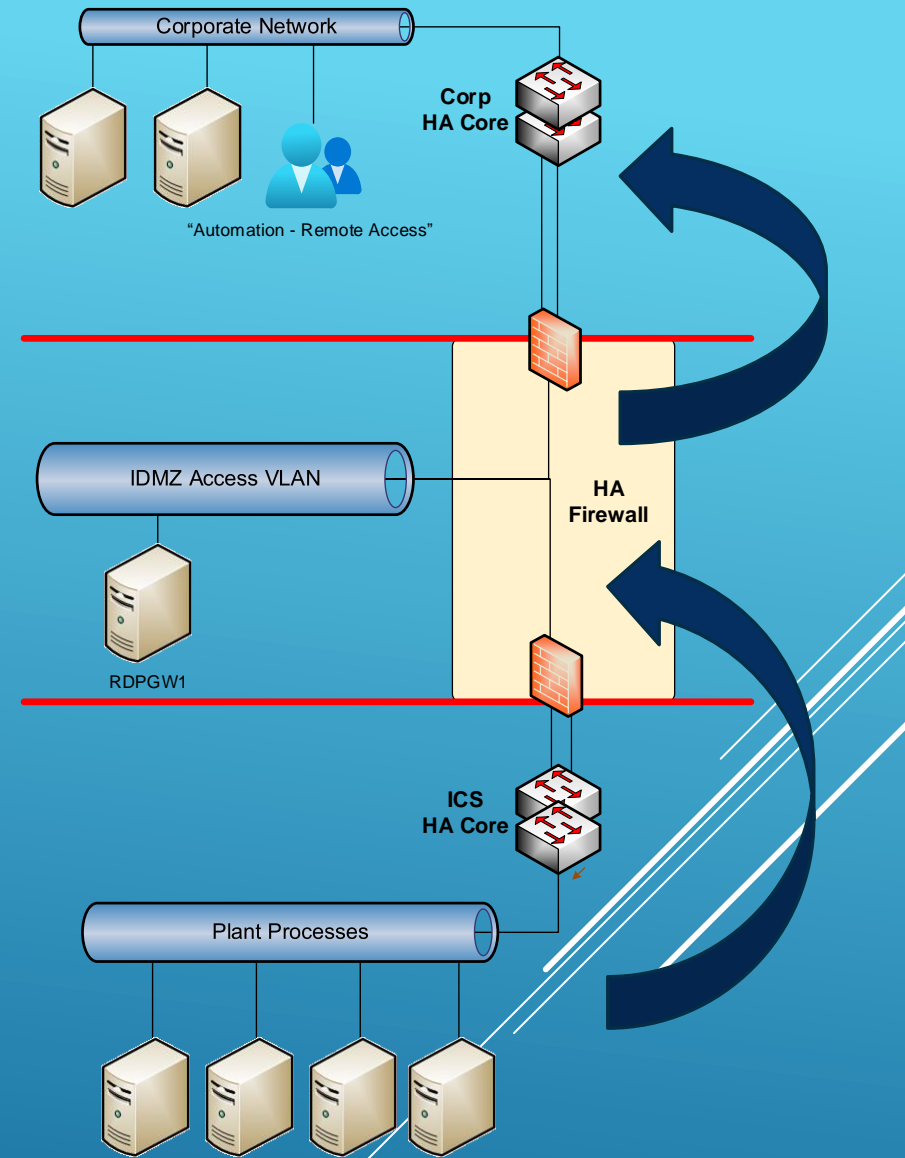 Corporate Network
Corp
HA Core
“Automation - Remote Access”
IDMZ Access VLAN
HA
Firewall
RDPGW1
ICS
HA Core
Plant Processes